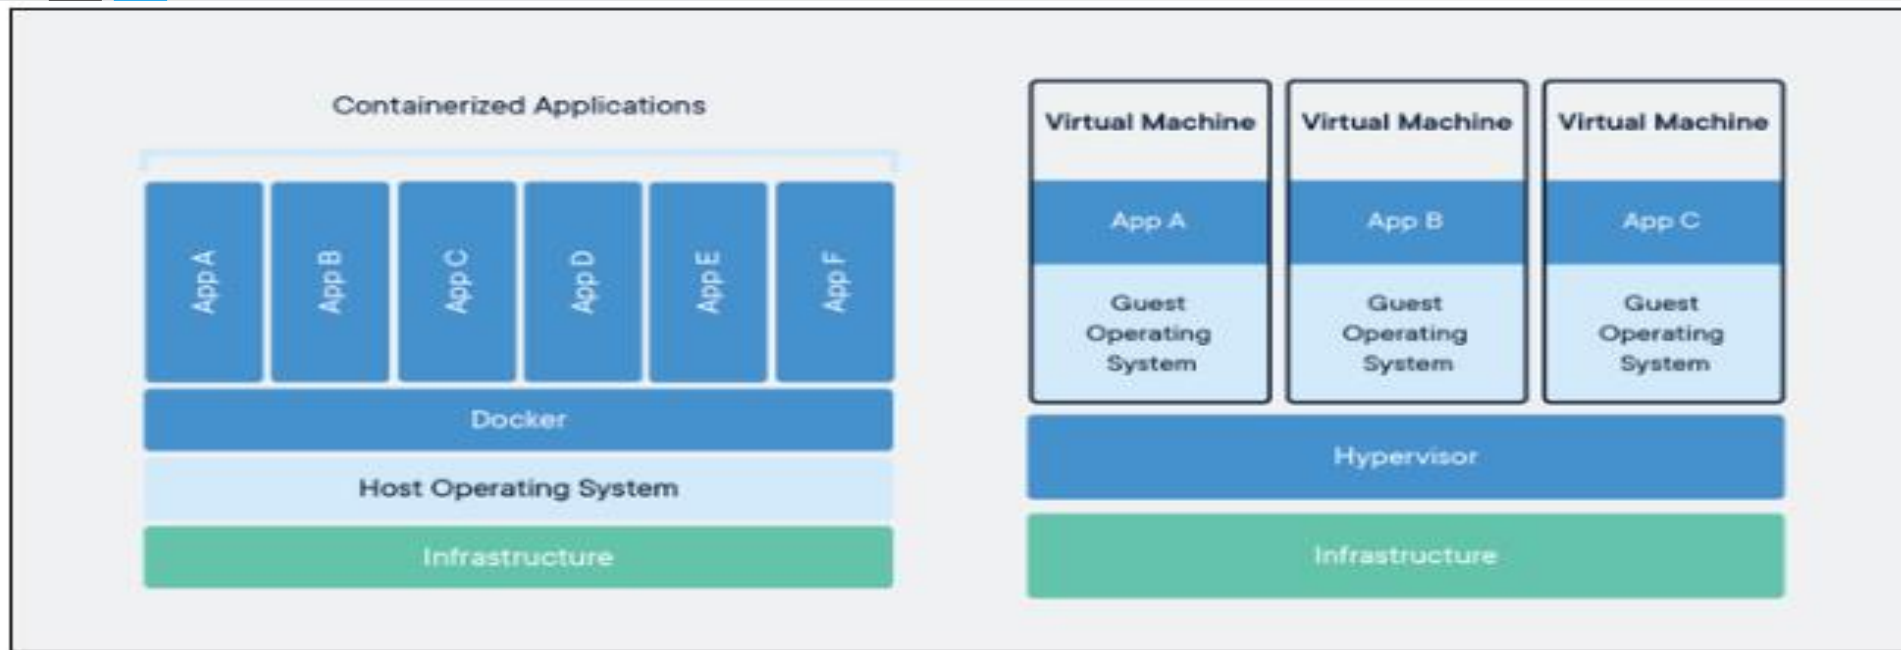 Containerized Applications
App A
App B
App C
App D
App E
App F
Docker
Host Operating System
Infrastructure
Virtual Machine
App A
Guest
Operating
System
Virtual Machine
App B
Guest
Operating
System
Virtual Machine
App C
Guest
Operating
System
Hypervisor
Infrastructure